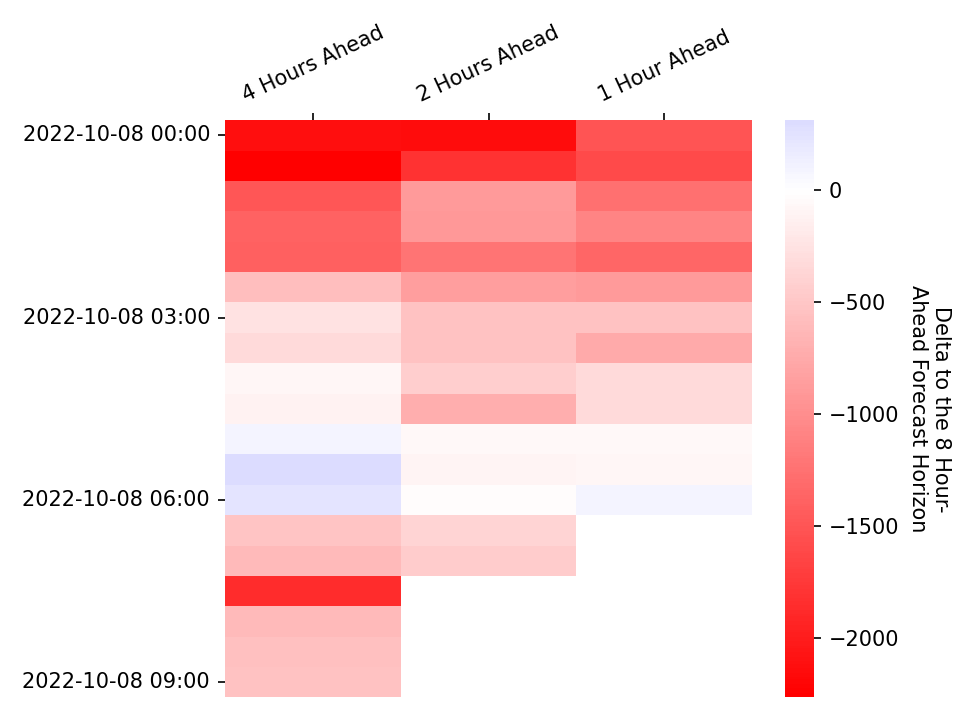 4 Hours Ahead
2 Hours Ahead
1 Hour Ahead
2022-10-08 00:00
2022-10-08 03:00
2022-10-08 06:00
2022-10-08 09:00
0
−500
−1000
−1500
−2000
Delta to the 8 Hour-
Ahead Forecast Horizon